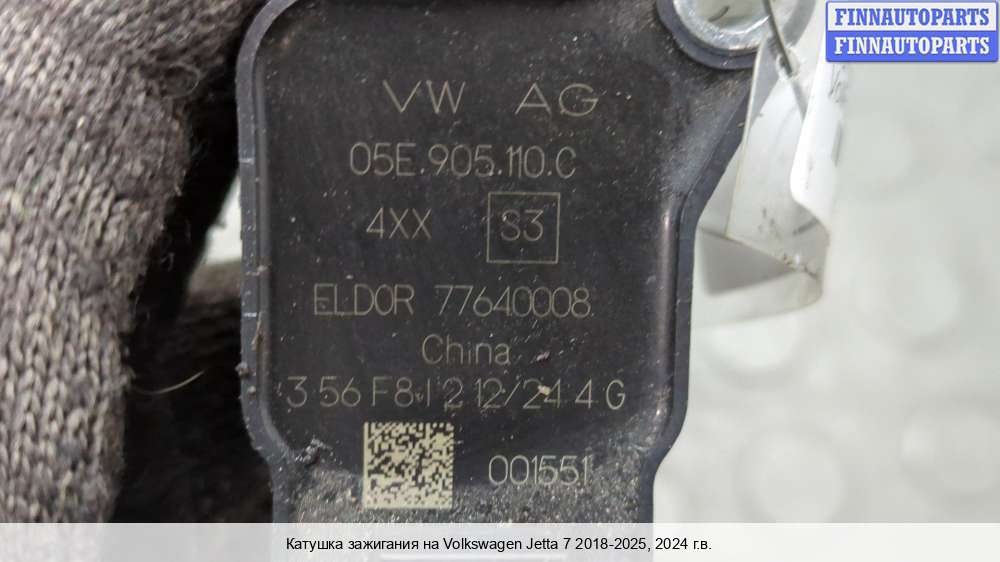 FINNAUTOPARTS
FINNAUTOPARTS
VW AG
05E.905.110.C
4XX S3
ELDOR 77640008
China
3 56 F8 I 2 12/24 4 G
001551
Катушка зажигания на Volkswagen Jetta 7 2018-2025, 2024 г.в.